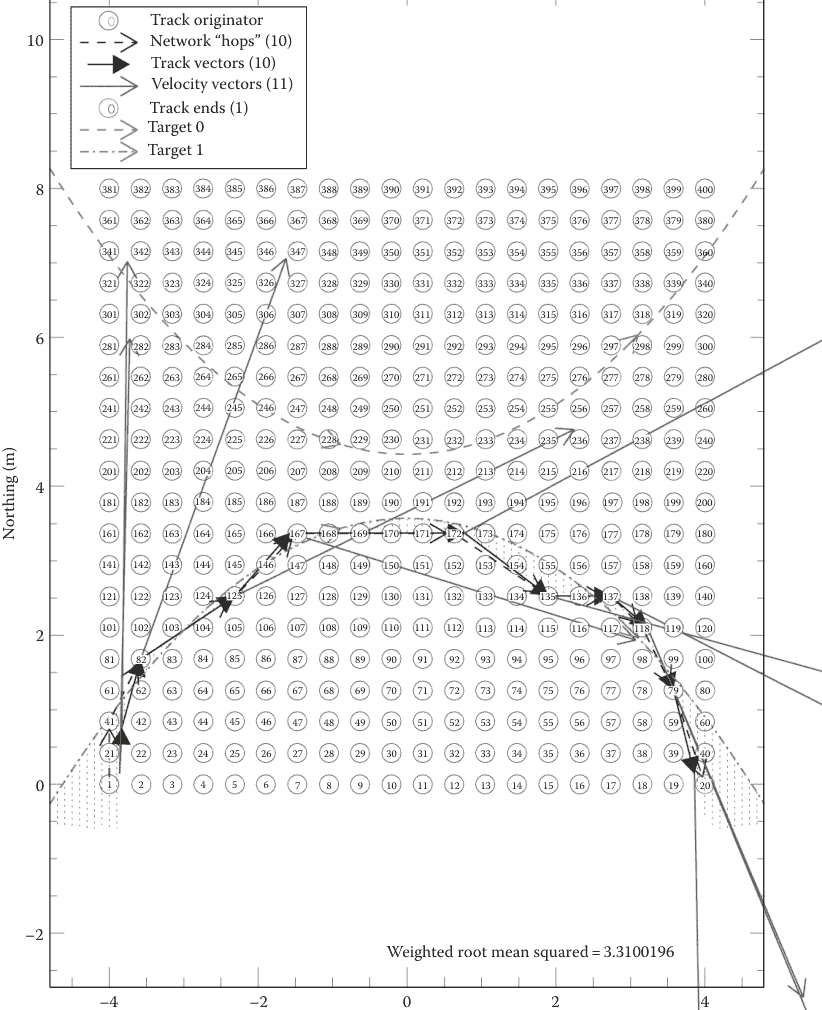 0 Track originator
Network “hops” (10)
Track vectors (10)
Velocity vectors (11)
0 Track ends (1)
Target 0
Target 1
10
8
6
4
2
0
−2
Northing (m)
381 382 383 384 385 386 387 388 389 390 391 392 393 394 395 396 397 398 399 400
361 362 363 364 365 366 367 368 369 370 371 372 373 374 375 376 377 378 379 380
341 342 343 344 345 346 347 348 349 350 351 352 353 354 355 356 357 358 359 360
321 322 323 324 325 326 327 328 329 330 331 332 333 334 335 336 337 338 339 340
301 302 303 304 305 306 307 308 309 310 311 312 313 314 315 316 317 318 319 320
281 282 283 284 285 286 287 288 289 290 291 292 293 294 295 296 297 298 299 300
261 262 263 264 265 266 267 268 269 270 271 272 273 274 275 276 277 278 279 280
241 242 243 244 245 246 247 248 249 250 251 252 253 254 255 256 257 258 259 260
221 222 223 224 225 226 227 228 229 230 231 232 233 234 235 236 237 238 239 240
201 202 203 204 205 206 207 208 209 210 211 212 213 214 215 216 217 218 219 220
181 182 183 184 185 186 187 188 189 190 191 192 193 194 195 196 197 198 199 200
161 162 163 164 165 166 167 168 169 170 171 172 173 174 175 176 177 178 179 180
141 142 143 144 145 146 147 148 149 150 151 152 153 154 155 156 157 158 159 160
121 122 123 124 125 126 127 128 129 130 131 132 133 134 135 136 137 138 139 140
101 102 103 104 105 106 107 108 109 110 111 112 113 114 115 116 117 118 119 120
81 82 83 84 85 86 87 88 89 90 91 92 93 94 95 96 97 98 99 100
61 62 63 64 65 66 67 68 69 70 71 72 73 74 75 76 77 78 79 80
41 42 43 44 45 46 47 48 49 50 51 52 53 54 55 56 57 58 59 60
21 22 23 24 25 26 27 28 29 30 31 32 33 34 35 36 37 38 39 40
1 2 3 4 5 6 7 8 9 10 11 12 13 14 15 16 17 18 19 20
Weighted root mean squared = 3.3100196
−4 −2 0 2 4